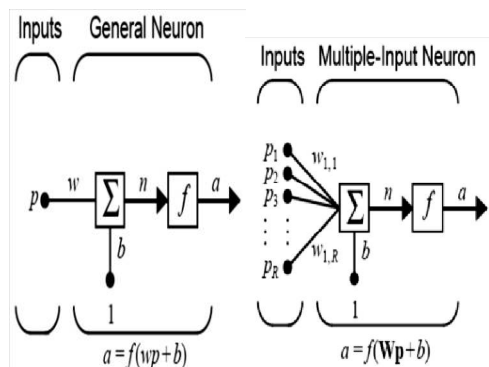 Inputs General Neuron
p w Σ n f a
b
1
a = f(wp + b)
Inputs Multiple-Input Neuron
p1 w1,1
p2
p3 Σ n f a
pR w1,R b
1
a = f(Wp + b)